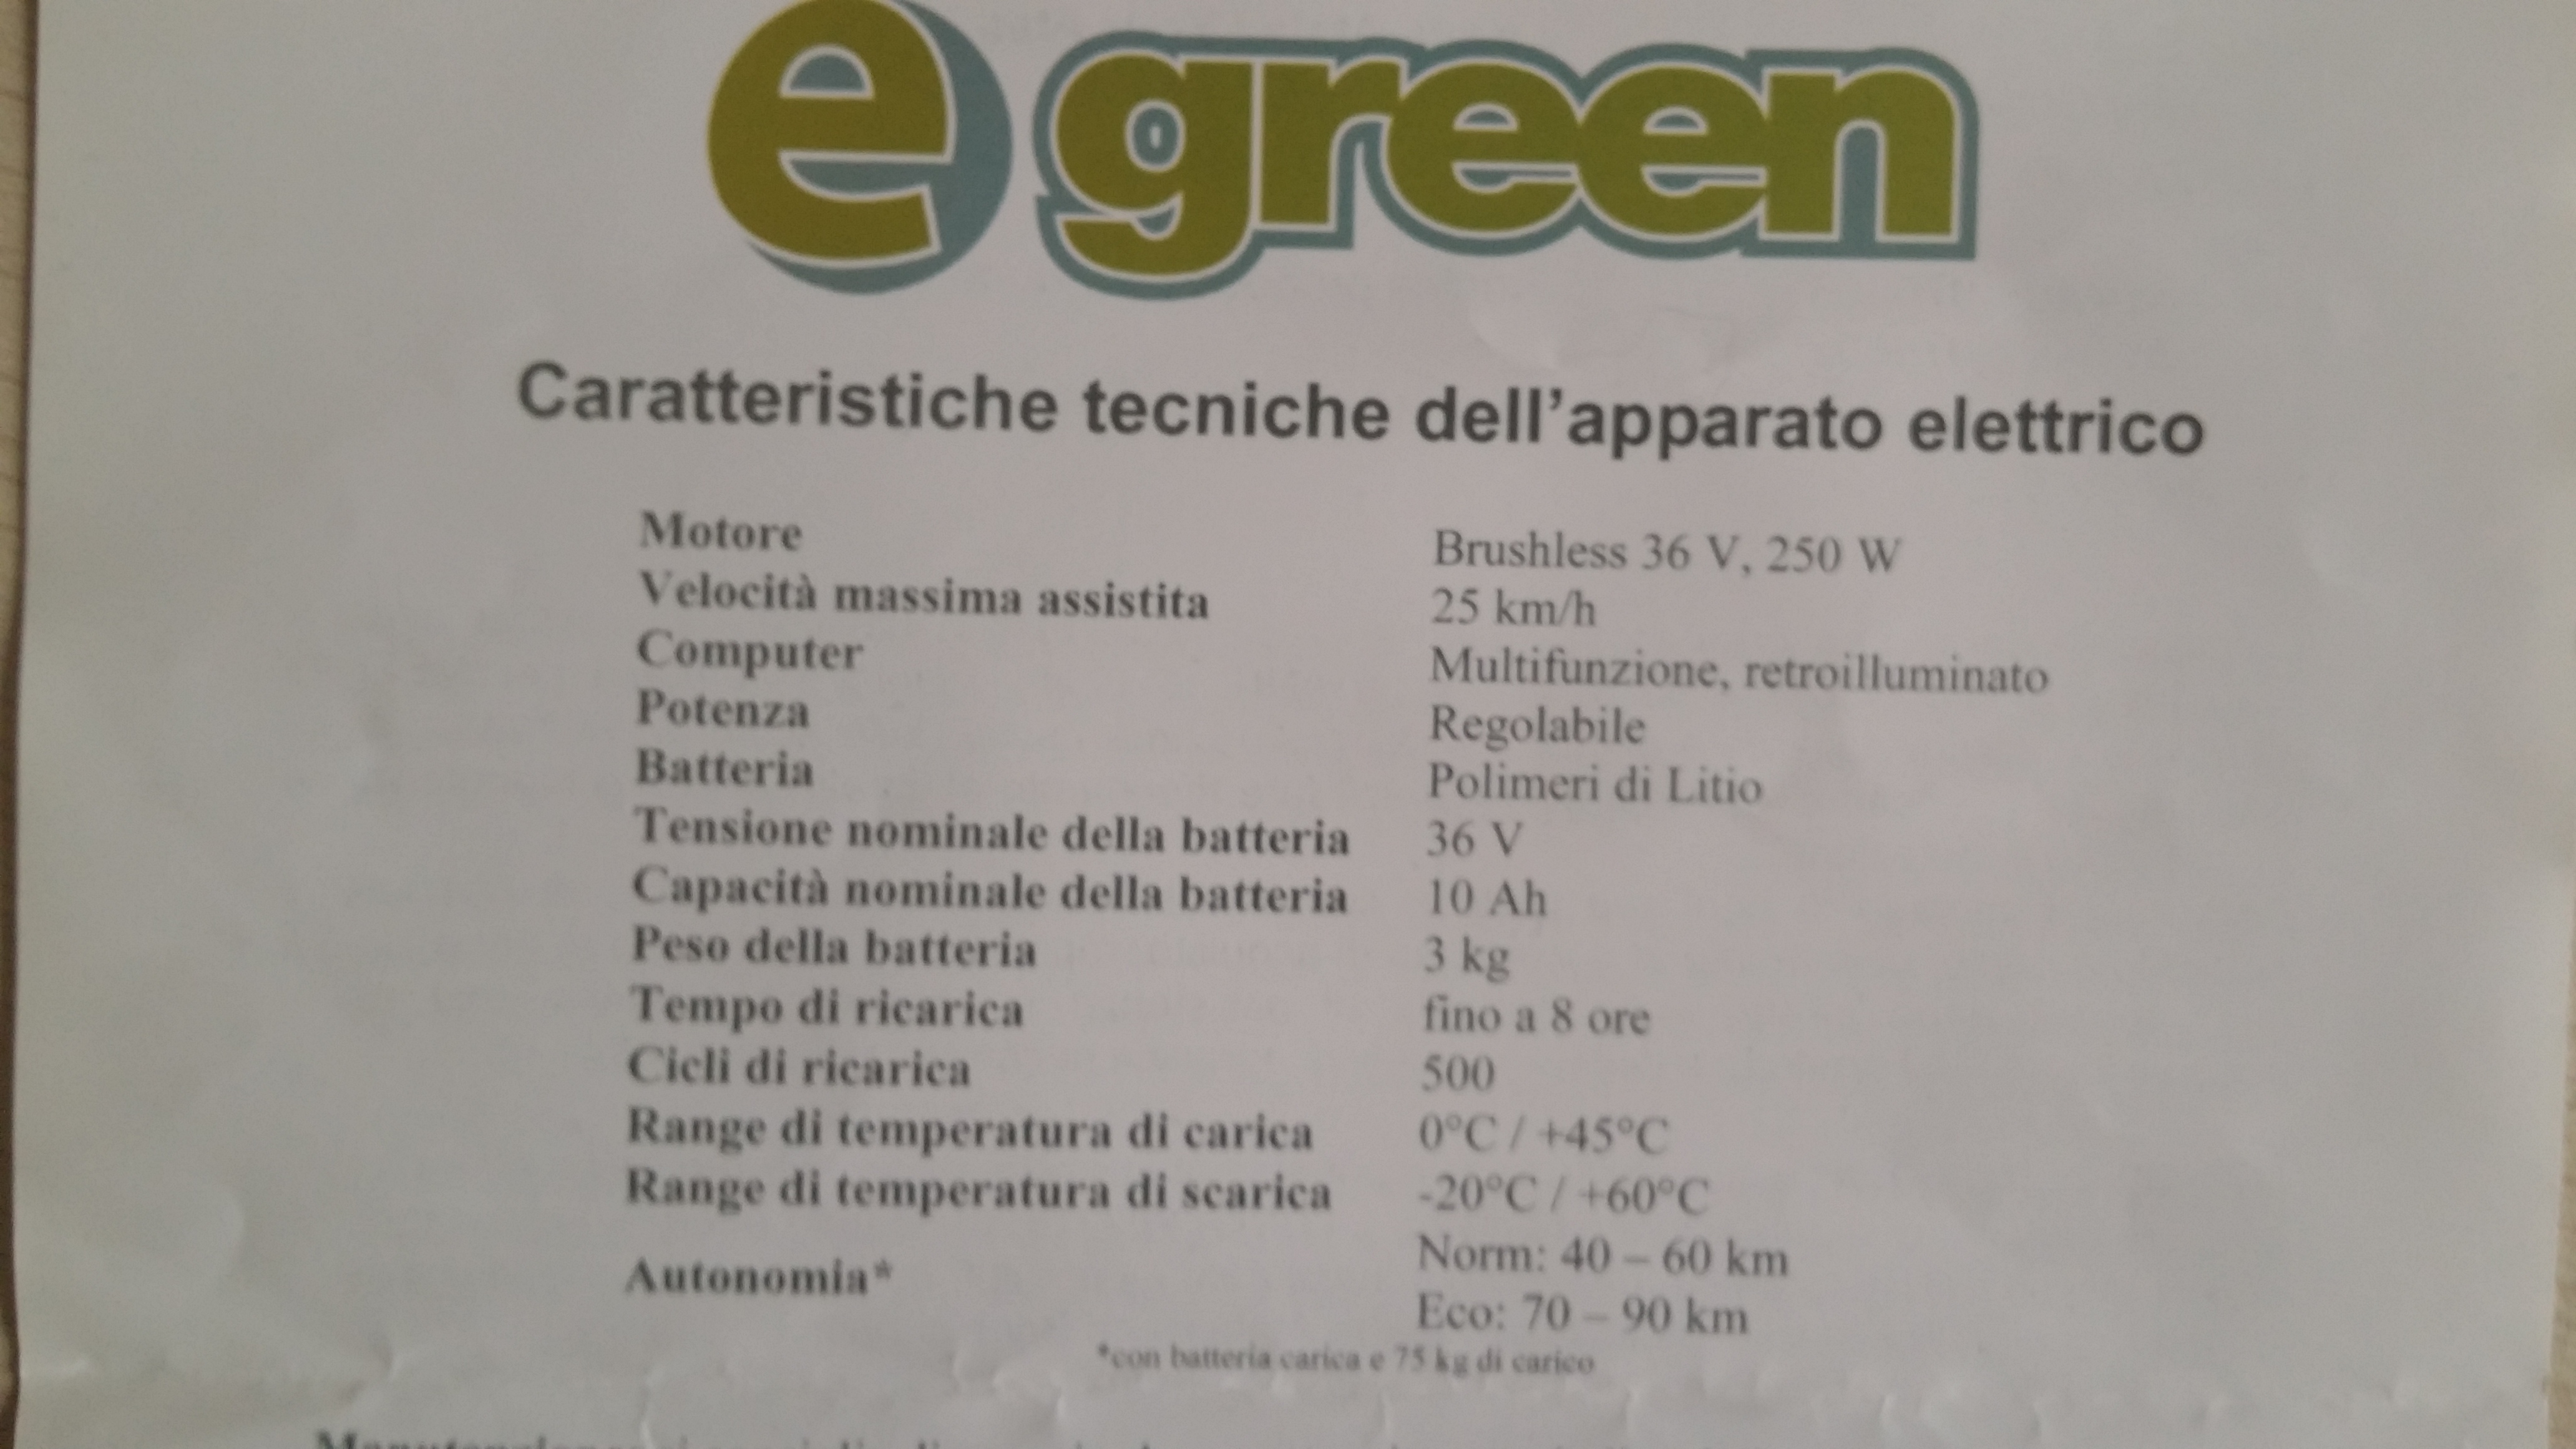 e green
Caratteristiche tecniche dell'apparato elettrico
Motore Brushless 36 V, 250 W
Velocità massima assistita 25 km/h
Computer Multifunzione, retroilluminato
Potenza Regolabile
Batteria Polimeri di Litio
Tensione nominale della batteria 36 V
Capacità nominale della batteria 10 Ah
Peso della batteria 3 kg
Tempo di ricarica fino a 8 ore
Cicli di ricarica 500
Range di temperatura di carica 0°C / +45°C
Range di temperatura di scarica -20°C / +60°C
Autonomia* Norm: 40 – 60 km
Eco: 70 – 90 km
*con batteria carica e 75 kg di carico